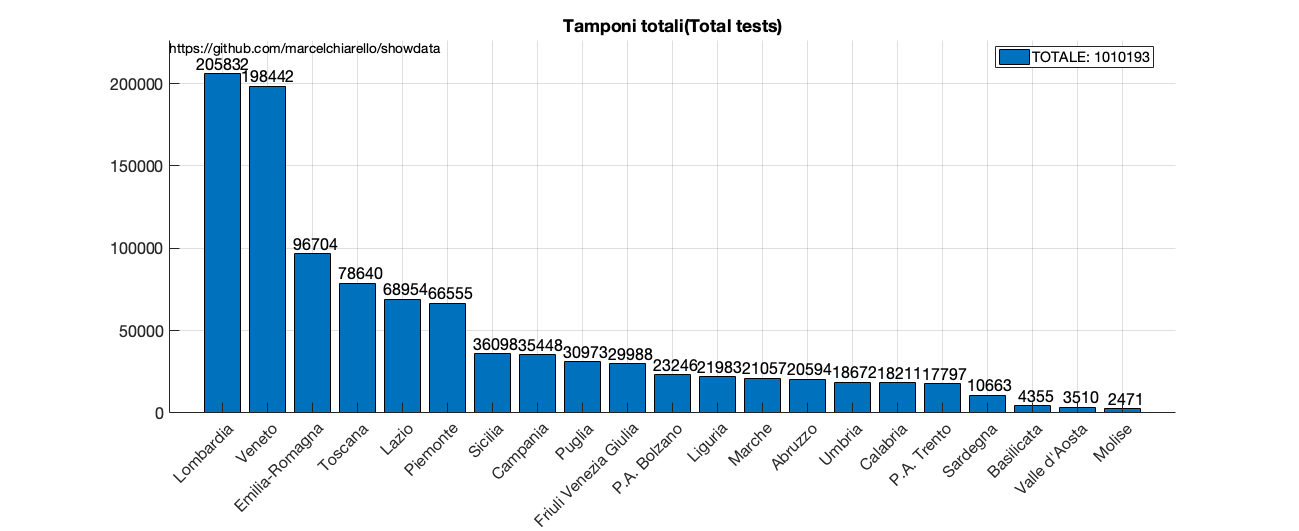 Tamponi totali(Total tests)
https://github.com/marcelchiarello/showdata
TOTALE: 1010193
200000
150000
100000
50000
0
205832
198442
96704
78640
68954
66555
36098
35448
30973
29988
23246
21983
21057
20594
18672
18211
17797
10663
4355
3510
2471
Lombardia
Veneto
Emilia-Romagna
Toscana
Lazio
Piemonte
Sicilia
Campania
Puglia
Friuli Venezia Giulia
P.A. Bolzano
Liguria
Marche
Abruzzo
Umbria
Calabria
P.A. Trento
Sardegna
Basilicata
Valle d'Aosta
Molise